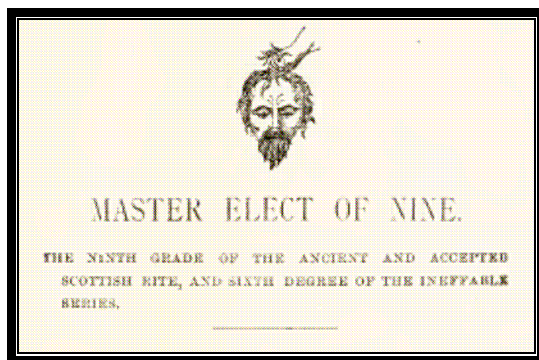 MASTER ELECT OF NINE.
THE NINTH GRADE OF THE ANCIENT AND ACCEPTED
SCOTTISH RITE, AND SIXTH DEGREE OF THE INEFFABLE
SERIES.